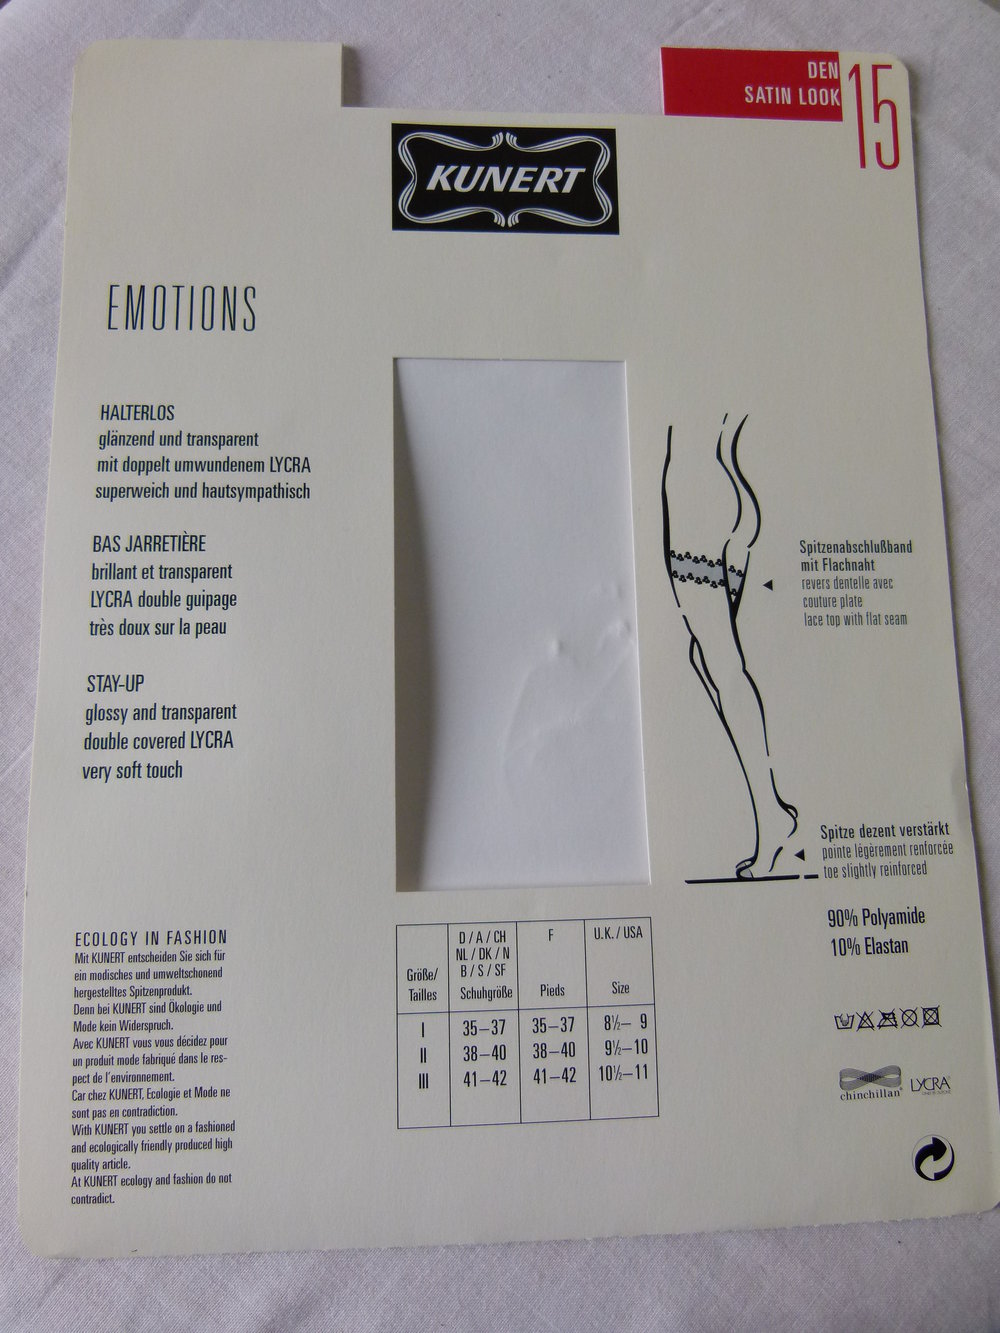 DEN
SATIN LOOK
15
KUNERT
EMOTIONS
HALTERLOS
glänzend und transparent
mit doppelt umwundenem LYCRA
superweich und hautsympathisch
BAS JARRETIÈRE
brillant et transparent
LYCRA double guipage
très doux sur la peau
STAY-UP
glossy and transparent
double covered LYCRA
very soft touch
Spitzenabschlußband
mit Flachnaht
revers dentelle avec
couture plate
lace top with flat seam
Spitze dezent verstärkt
pointe légèrement renforcée
toe slightly reinforced
90% Polyamide
10% Elastan
ECOLOGY IN FASHION
Mit KUNERT entscheiden Sie sich für
ein modisches und umweltschonend
hergestelltes Spitzenprodukt.
Denn bei KUNERT sind Ökologie und
Mode kein Widerspruch.
Avec KUNERT vous vous décidez pour
un produit mode fabriqué dans le res-
pect de l'environnement.
Car chez KUNERT, Ecologie et Mode ne
sont pas en contradiction.
With KUNERT you settle on a fashioned
and ecologically friendly produced high
quality article.
At KUNERT ecology and fashion do not
contradict.
Größe/
Tailles
D / A / CH
NL / DK / N
B / S / SF
Schuhgröße
F
Pieds
U.K. / USA
Size
I 35–37 35–37 8½– 9
II 38–40 38–40 9½–10
III 41–42 41–42 10½–11
chinchillan®
LYCRA®